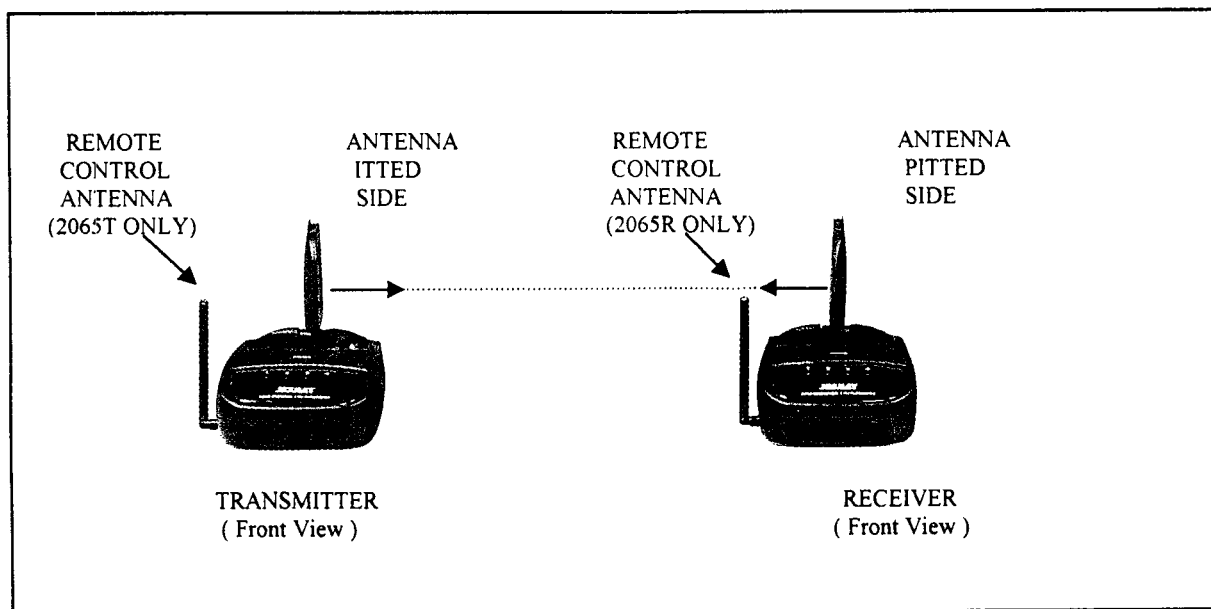 REMOTE
CONTROL
ANTENNA
(2065T ONLY)
ANTENNA
ITTED
SIDE
REMOTE
CONTROL
ANTENNA
(2065R ONLY)
ANTENNA
PITTED
SIDE
TRANSMITTER
( Front View )
RECEIVER
( Front View )